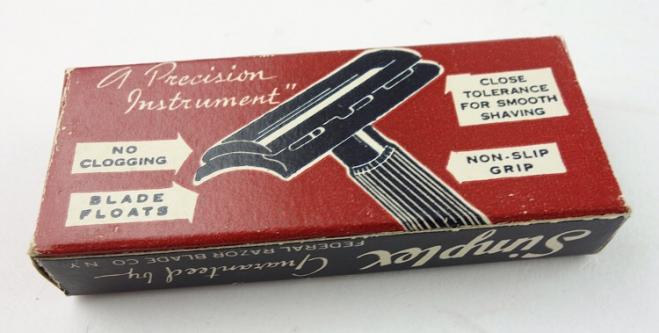 A Precision
Instrument"
NO
CLOGGING
BLADE
FLOATS
CLOSE
TOLERANCE
FOR SMOOTH
SHAVING
NON-SLIP
GRIP
Simplex
Guaranteed by
FEDERAL RAZOR BLADE CO. N.Y.